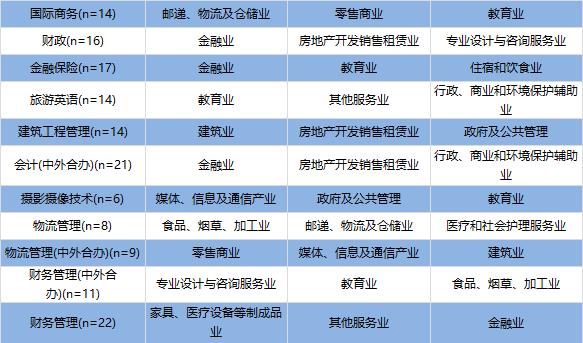 国际商务(n=14) 邮递、物流及仓储业 零售商业 教育业
财政(n=16) 金融业 房地产开发销售租赁业 专业设计与咨询服务业
金融保险(n=17) 金融业 教育业 住宿和饮食业
旅游英语(n=14) 教育业 其他服务业 行政、商业和环境保护辅助
业
建筑工程管理(n=14) 建筑业 房地产开发销售租赁业 政府及公共管理
会计(中外合办)(n=21) 金融业 房地产开发销售租赁业 行政、商业和环境保护辅助
业
摄影摄像技术(n=6) 媒体、信息及通信产业 政府及公共管理 教育业
物流管理(n=8) 食品、烟草、加工业 邮递、物流及仓储业 医疗和社会护理服务业
物流管理(中外合办)(n=9) 零售商业 媒体、信息及通信产业 建筑业
财务管理(中外合
办)(n=11) 专业设计与咨询服务业 教育业 食品、烟草、加工业
财务管理(n=22) 家具、医疗设备等制成品
业 其他服务业 金融业